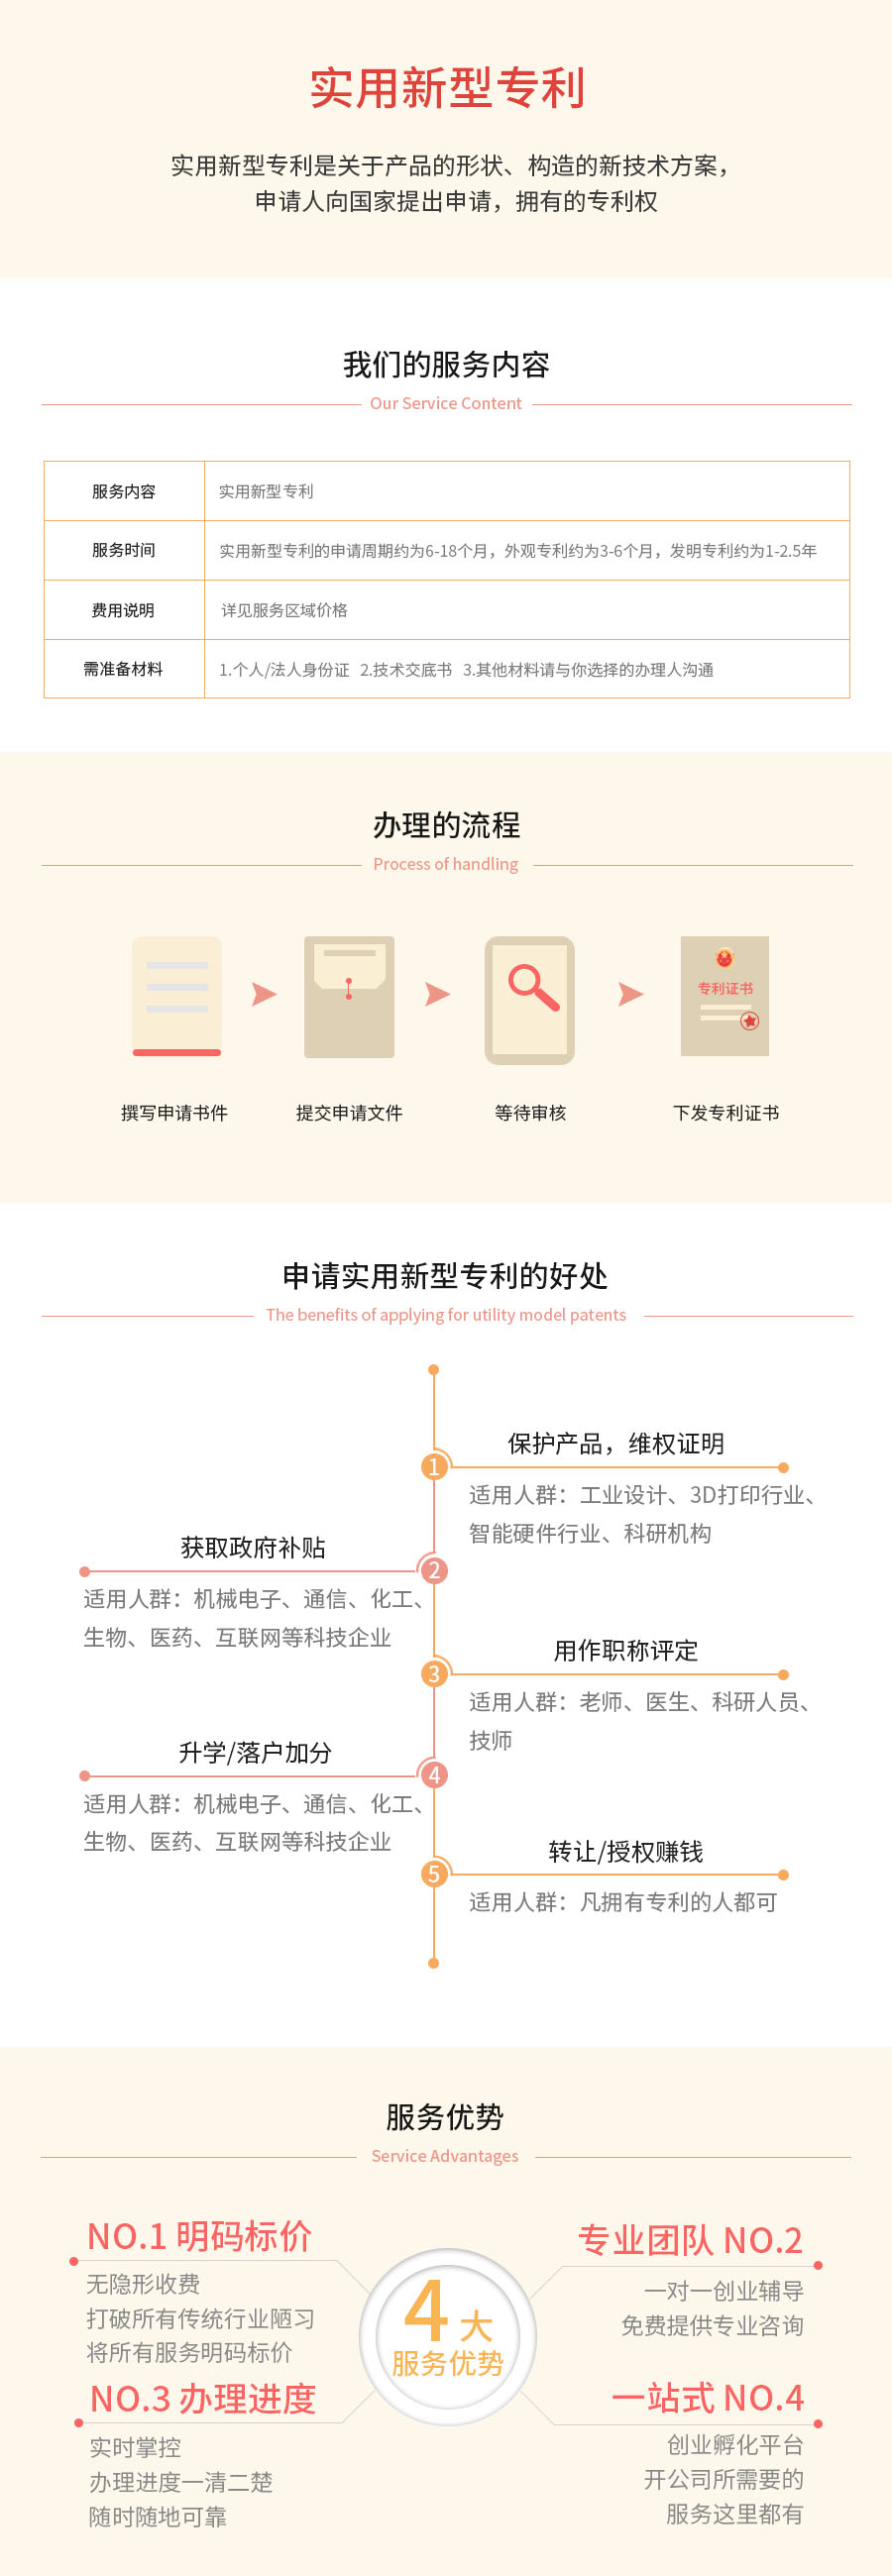 实用新型专利
实用新型专利是关于产品的形状、构造的新技术方案，
申请人向国家提出申请，拥有的专利权
我们的服务内容
Our Service Content
服务内容 实用新型专利
服务时间 实用新型专利的申请周期约为6-18个月，外观专利约为3-6个月，发明专利约为1-2.5年
费用说明 详见服务区域价格
需准备材料 1.个人/法人身份证 2.技术交底书 3.其他材料请与你选择的办理人沟通
办理的流程
Process of handling
专利证书
撰写申请书件
提交申请文件
等待审核
下发专利证书
申请实用新型专利的好处
The benefits of applying for utility model patents
1
保护产品，维权证明
适用人群：工业设计、3D打印行业、
智能硬件行业、科研机构
2
获取政府补贴
适用人群：机械电子、通信、化工、
生物、医药、互联网等科技企业
3
用作职称评定
适用人群：老师、医生、科研人员、
技师
4
升学/落户加分
适用人群：机械电子、通信、化工、
生物、医药、互联网等科技企业
5
转让/授权赚钱
适用人群：凡拥有专利的人都可
服务优势
Service Advantages
NO.1 明码标价
无隐形收费
打破所有传统行业陋习
将所有服务明码标价
专业团队 NO.2
一对一创业辅导
免费提供专业咨询
4 大
服务优势
NO.3 办理进度
实时掌控
办理进度一清二楚
随时随地可靠
一站式 NO.4
创业孵化平台
开公司所需要的
服务这里都有